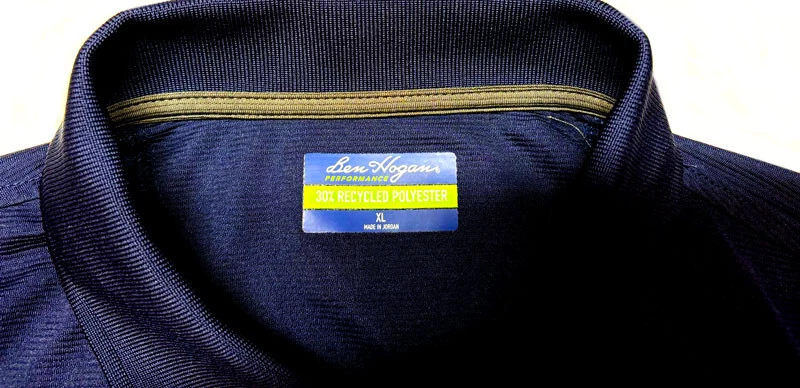 Ben Hogan
PERFORMANCE
30% RECYCLED POLYESTER
XL
MADE IN JORDAN